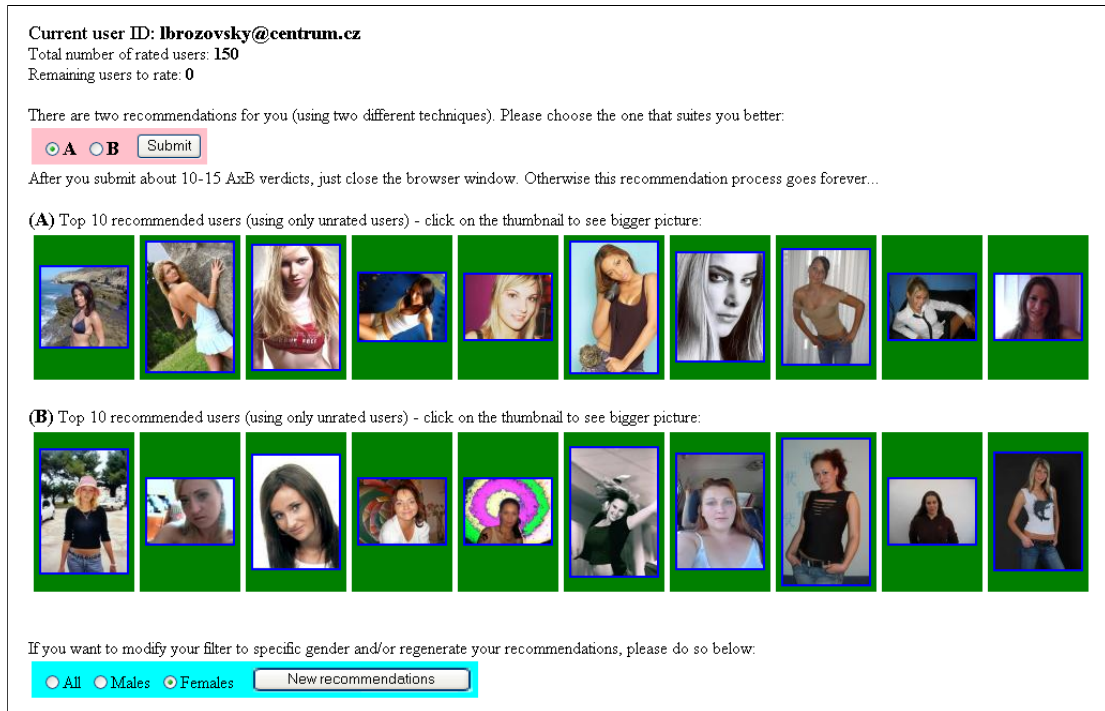 Current user ID: lbrozovsky@centrum.cz
Total number of rated users: 150
Remaining users to rate: 0
There are two recommendations for you (using two different techniques). Please choose the one that suites you better:
A B Submit
After you submit about 10-15 AxB verdicts, just close the browser window. Otherwise this recommendation process goes forever...
(A) Top 10 recommended users (using only unrated users) - click on the thumbnail to see bigger picture:
(B) Top 10 recommended users (using only unrated users) - click on the thumbnail to see bigger picture:
If you want to modify your filter to specific gender and/or regenerate your recommendations, please do so below:
All Males Females New recommendations